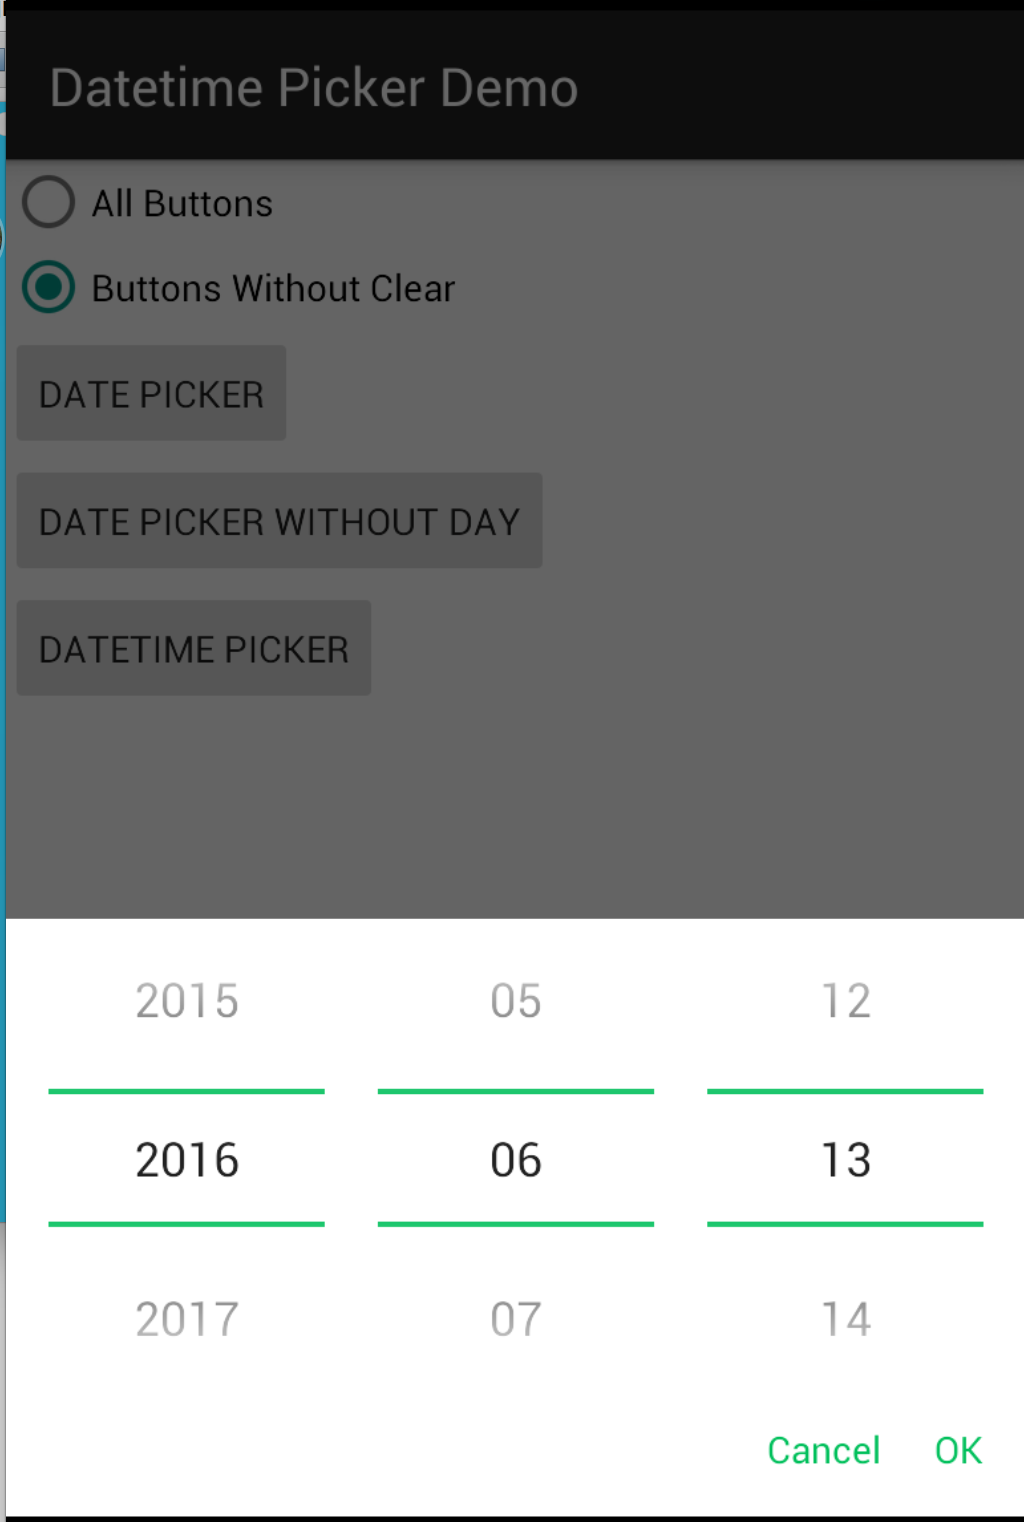 Datetime Picker Demo
All Buttons
Buttons Without Clear
DATE PICKER
DATE PICKER WITHOUT DAY
DATETIME PICKER
2015 05 12
2016 06 13
2017 07 14
Cancel OK